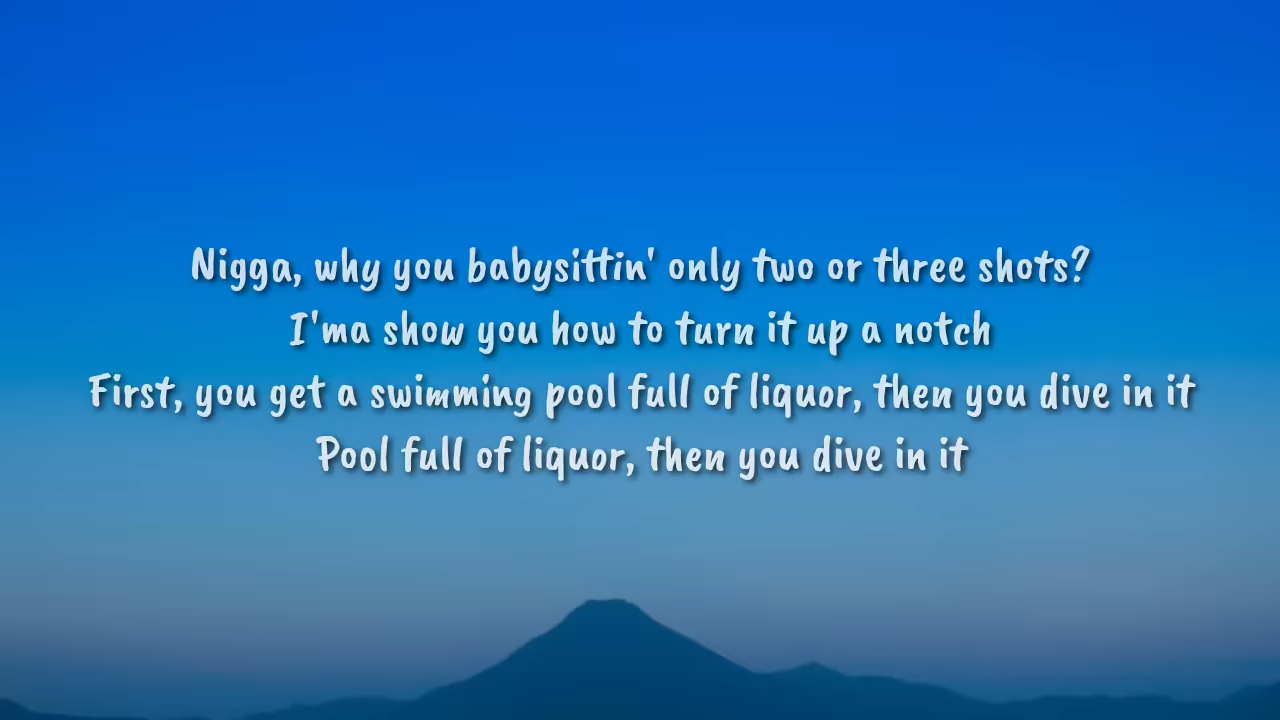 Nigga, why you babysittin' only two or three shots?
I'ma show you how to turn it up a notch
First, you get a swimming pool full of liquor, then you dive in it
Pool full of liquor, then you dive in it